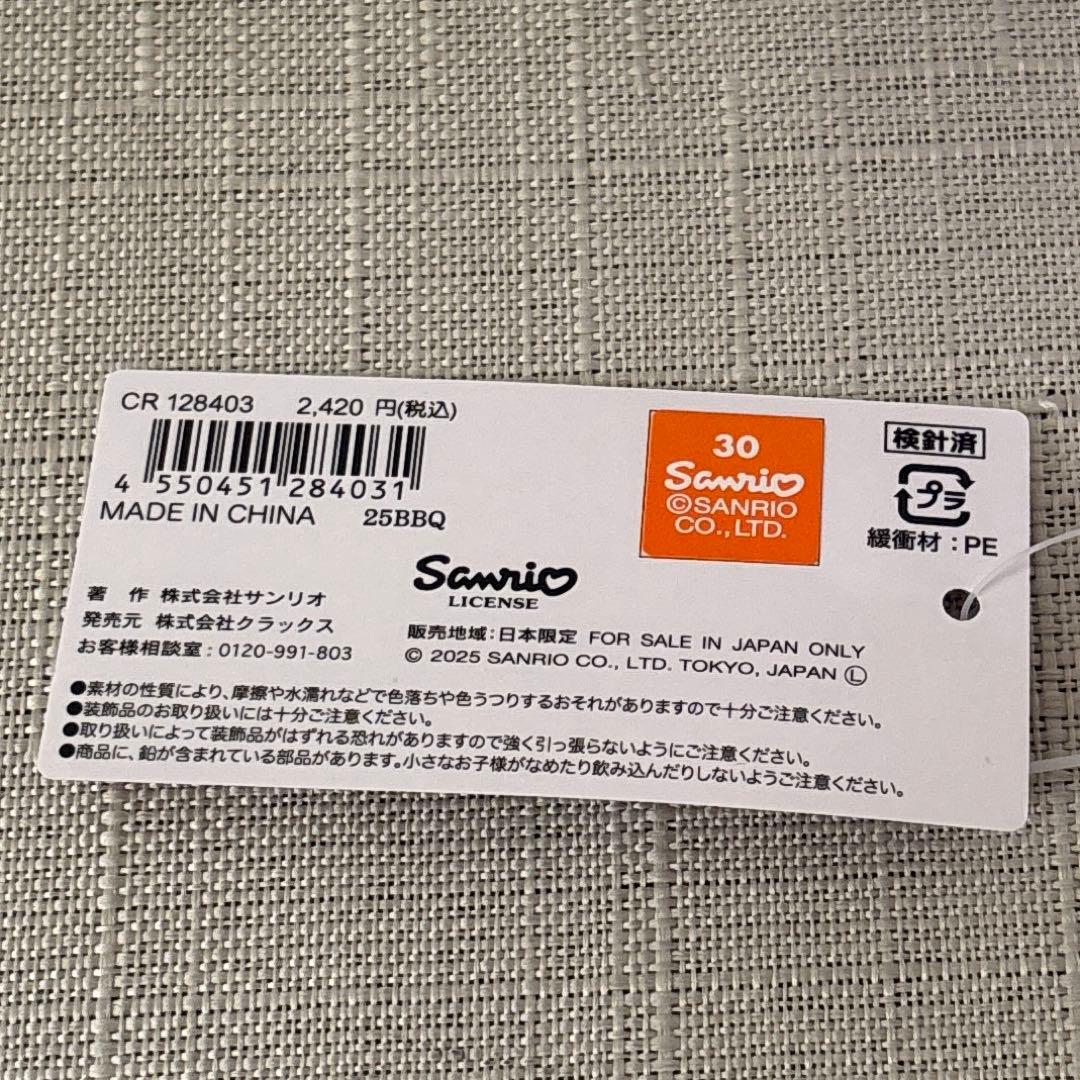 CR 128403 2,420 円(税込)
4 550451 284031
MADE IN CHINA 25BBQ
30
Sanrio
©SANRIO
CO., LTD.
検針済
プラ
緩衝材：PE
Sanrio
LICENSE
著 作 株式会社サンリオ
発売元 株式会社クラックス
お客様相談室：0120-991-803
販売地域：日本限定 FOR SALE IN JAPAN ONLY
© 2025 SANRIO CO., LTD. TOKYO, JAPAN Ⓛ
●素材の性質により、摩擦や水濡れなどで色落ちや色うつりするおそれがありますので十分ご注意ください。
●装飾品のお取り扱いには十分ご注意ください。
●取り扱いによって装飾品がはずれる恐れがありますので強く引っ張らないようにご注意ください。
●商品に、鉛が含まれている部品があります。小さなお子様がなめたり飲み込んだりしないようご注意ください。